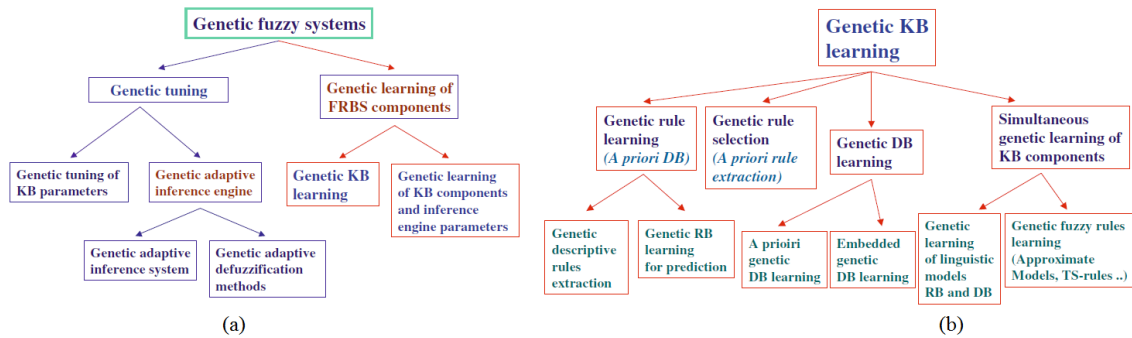 Genetic fuzzy systems
Genetic tuning
Genetic learning of
FRBS components
Genetic tuning of
KB parameters
Genetic adaptive
inference engine
Genetic KB
learning
Genetic learning
of KB components
and inference
engine parameters
Genetic adaptive
inference system
Genetic adaptive
defuzzification
methods
(a)
Genetic KB
learning
Genetic rule
learning
(A priori DB)
Genetic rule
selection
(A priori rule
extraction)
Genetic DB
learning
Simultaneous
genetic learning of
KB components
Genetic
descriptive
rules
extraction
Genetic RB
learning
for prediction
A prioiri
genetic
DB learning
Embedded
genetic
DB learning
Genetic
learning
of linguistic
models
RB and DB
Genetic fuzzy rules
learning
(Approximate
Models, TS-rules ..)
(b)